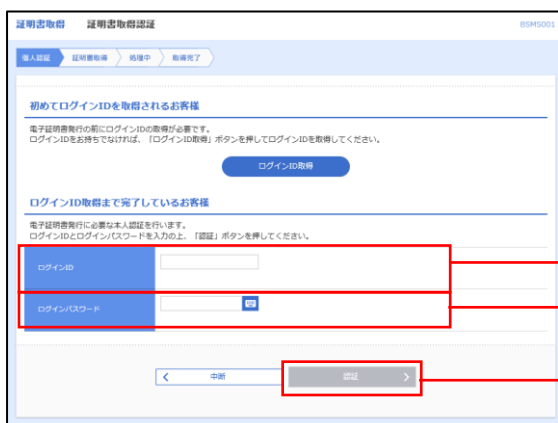 証明書取得 証明書取得認証 BSMS001
個人認証 証明書取得 処理中 取得完了
初めてログインIDを取得されるお客様
電子証明書発行の前にログインIDの取得が必要です。
ログインIDをお持ちでなければ、「ログインID取得」ボタンを押してログインIDを取得してください。
ログインID取得
ログインID取得まで完了しているお客様
電子証明書発行に必要な本人認証を行います。
ログインIDとログインパスワードを入力の上、「認証」ボタンを押してください。
ログインID
ログインパスワード
中断 認証